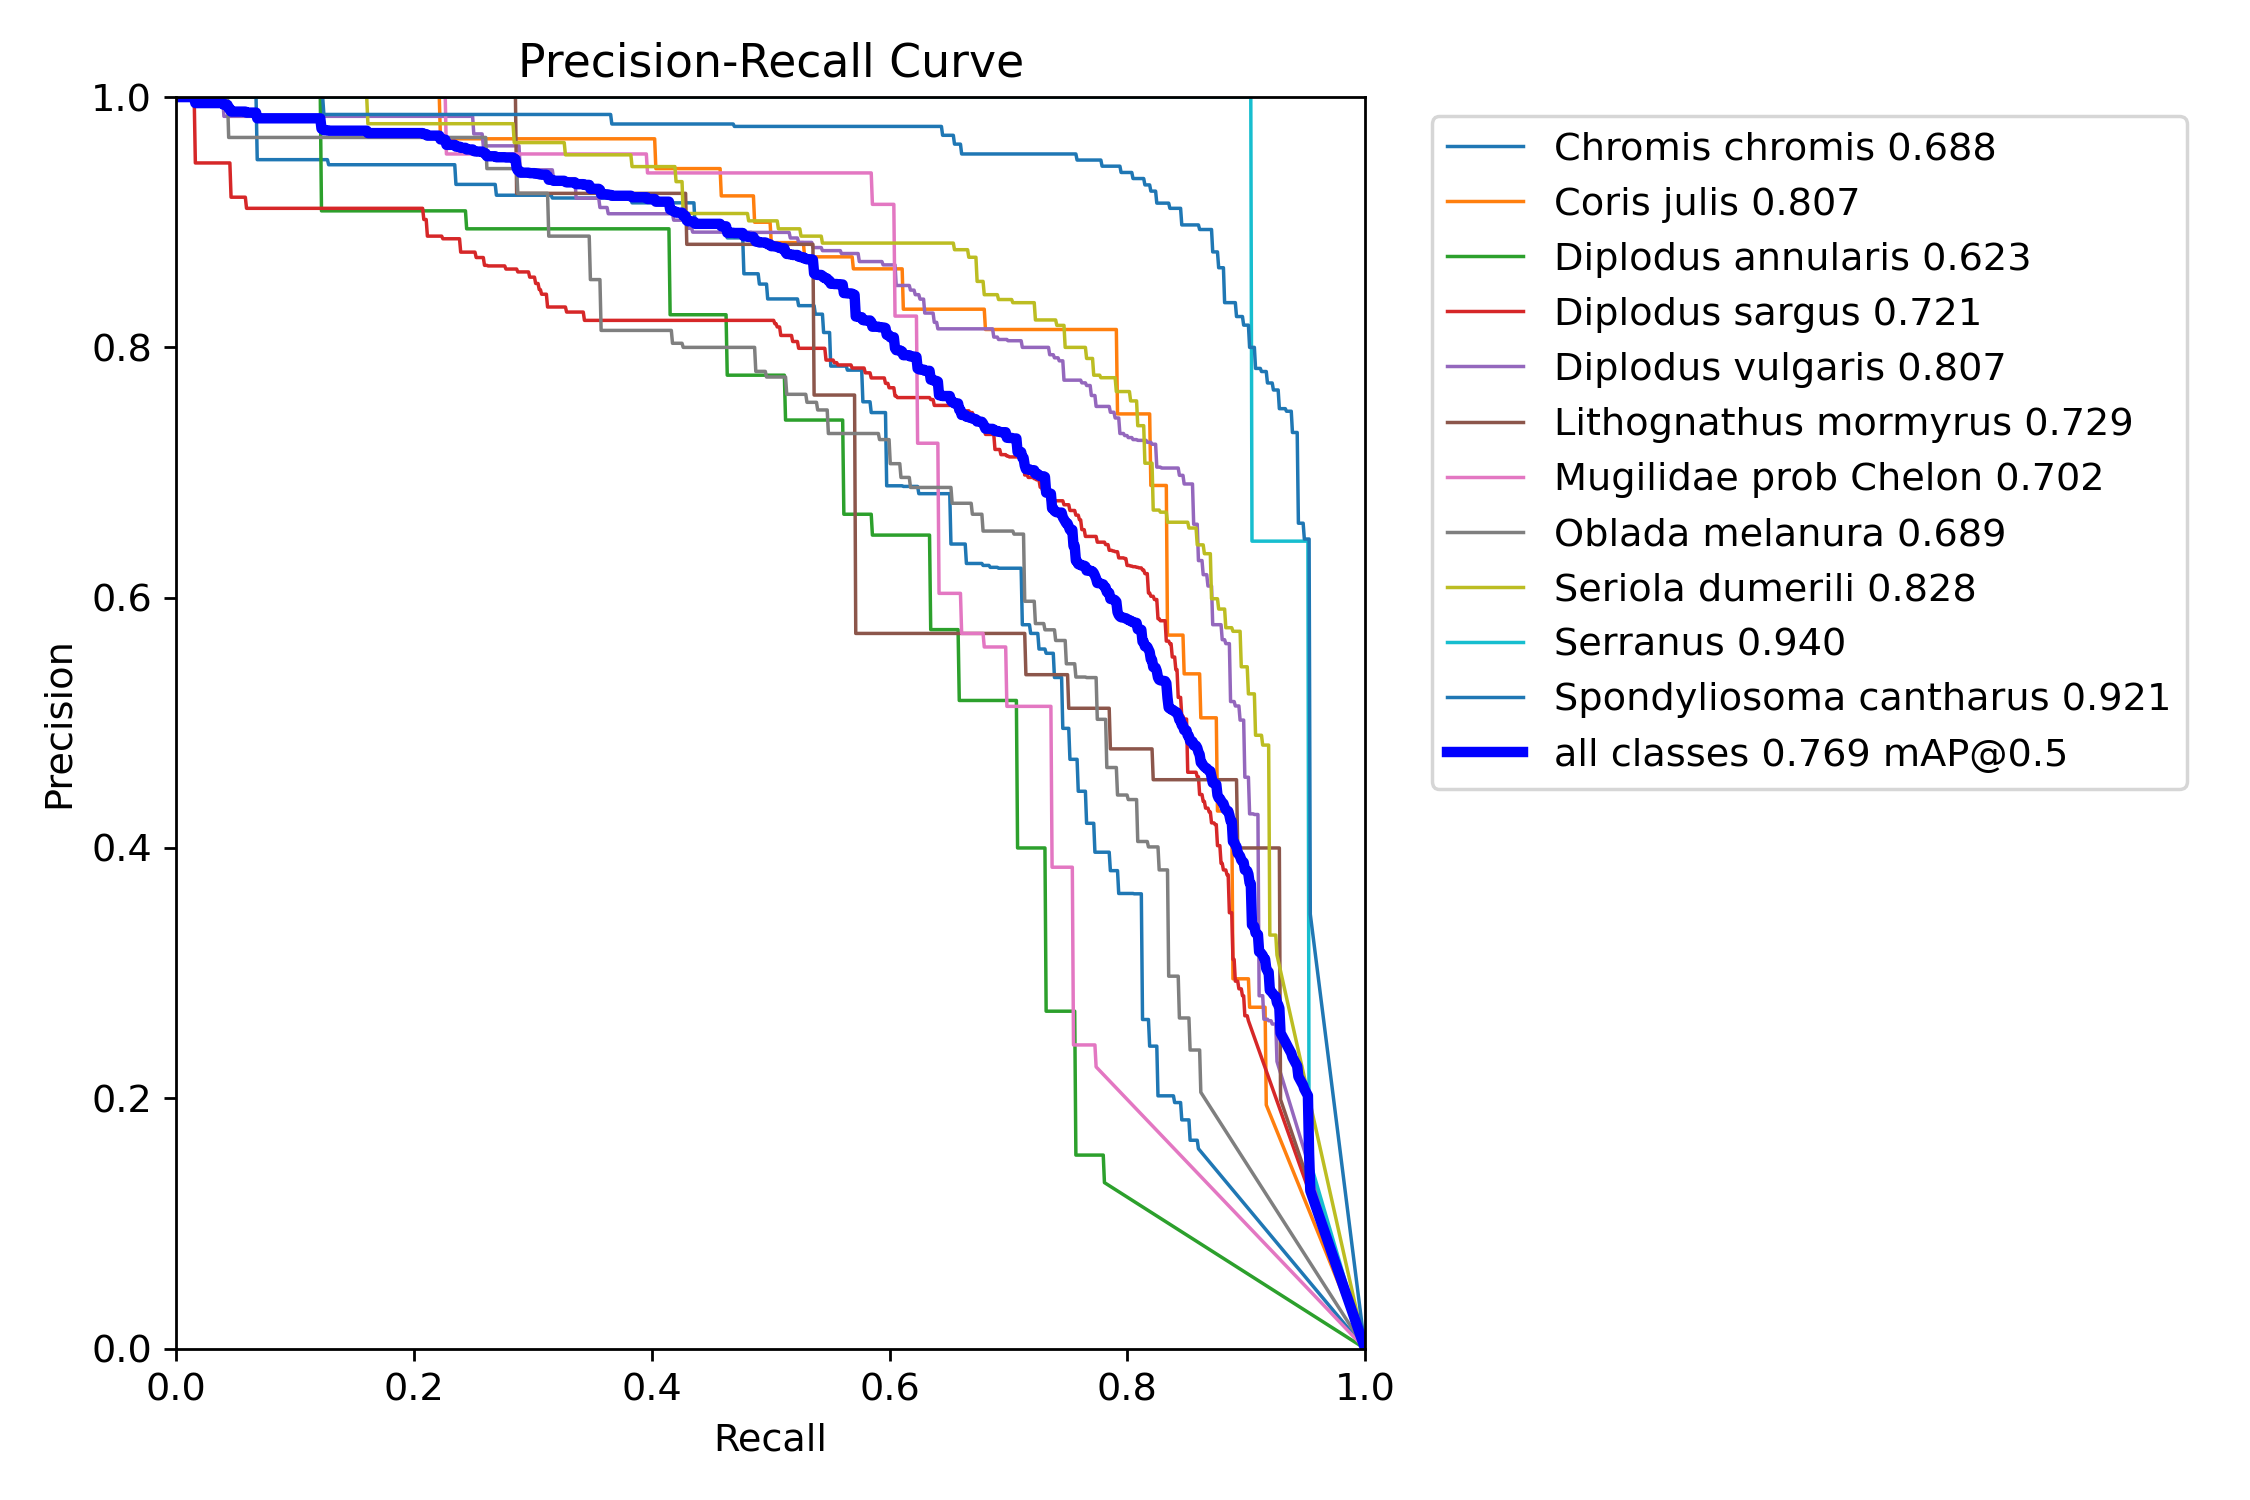 Precision-Recall Curve
1.0
0.8
0.6
0.4
0.2
0.0
Precision
0.0 0.2 0.4 0.6 0.8 1.0
Recall
Chromis chromis 0.688
Coris julis 0.807
Diplodus annularis 0.623
Diplodus sargus 0.721
Diplodus vulgaris 0.807
Lithognathus mormyrus 0.729
Mugilidae prob Chelon 0.702
Oblada melanura 0.689
Seriola dumerili 0.828
Serranus 0.940
Spondyliosoma cantharus 0.921
all classes 0.769 mAP@0.5